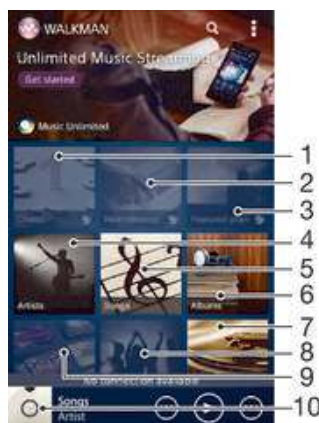 WALKMAN
Unlimited Music Streaming
Get started
Music Unlimited
1
2
3
4
Artists
Songs
Albums
5
6
7
8
9
No connection available
Songs
Artist
10